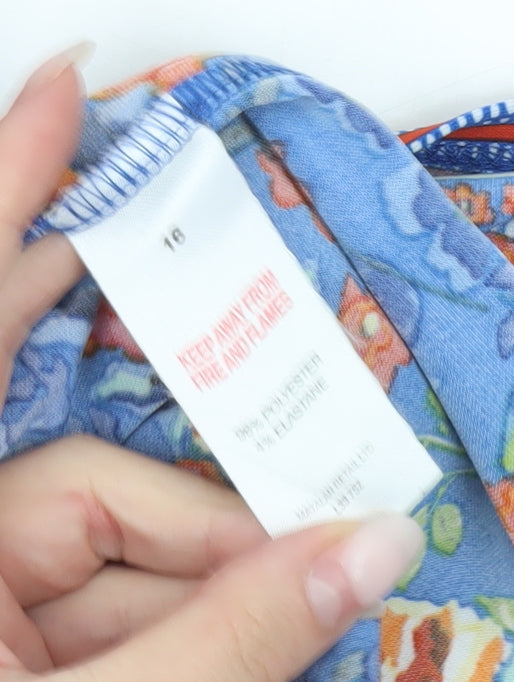 16
KEEP AWAY FROM
FIRE AND FLAMES
96% POLYESTER
4% ELASTANE